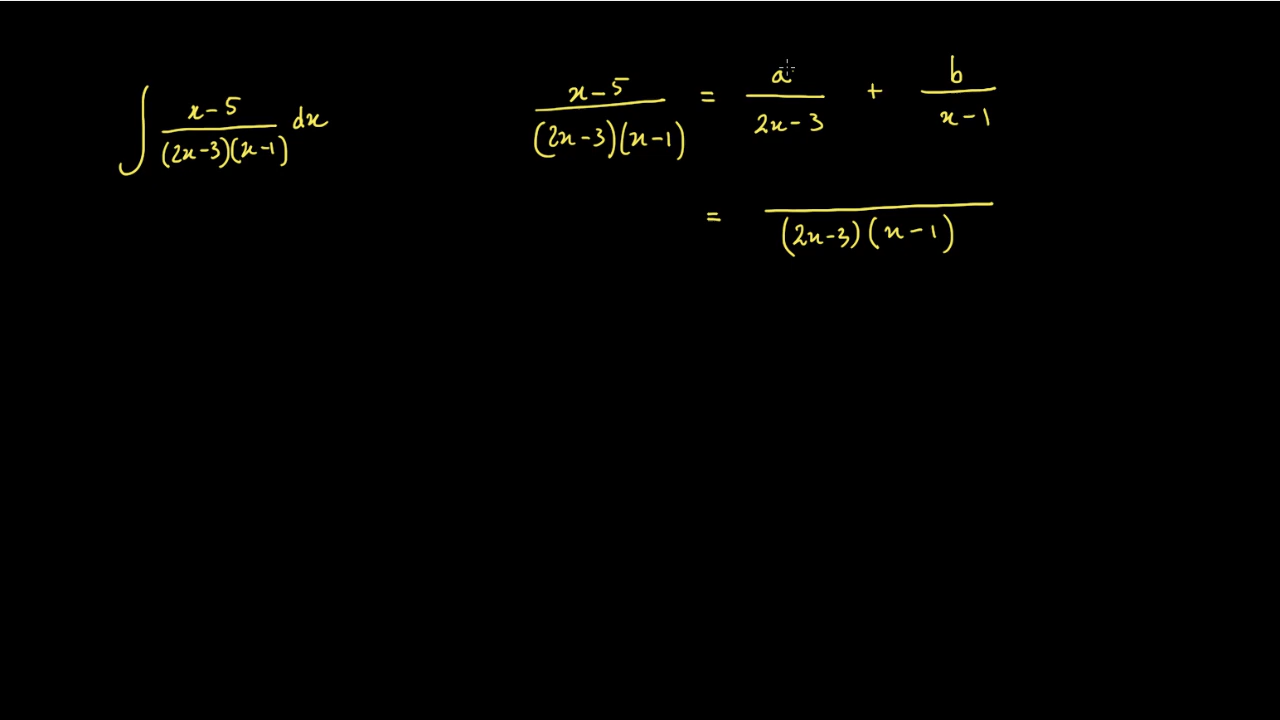 ∫ x-5 / (2x-3)(x-1) dx
x-5 / (2x-3)(x-1) = a / 2x-3 + b / x-1
= / (2x-3)(x-1)